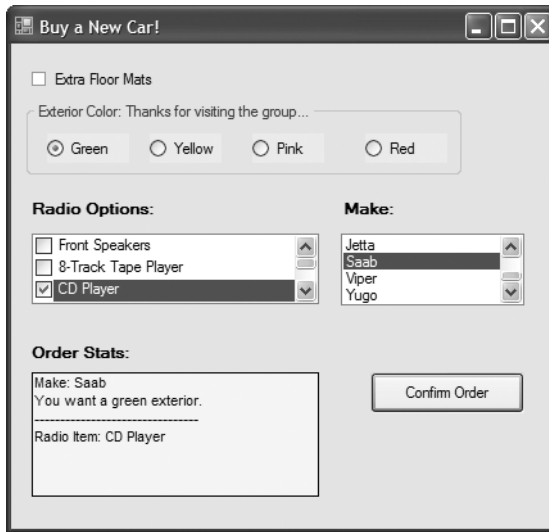 Buy a New Car!
Extra Floor Mats
Exterior Color: Thanks for visiting the group...
Green Yellow Pink Red
Radio Options: Make:
Front Speakers
8-Track Tape Player
CD Player
Jetta
Saab
Viper
Yugo
Order Stats:
Make: Saab
You want a green exterior.
--------------------------------
Radio Item: CD Player
Confirm Order